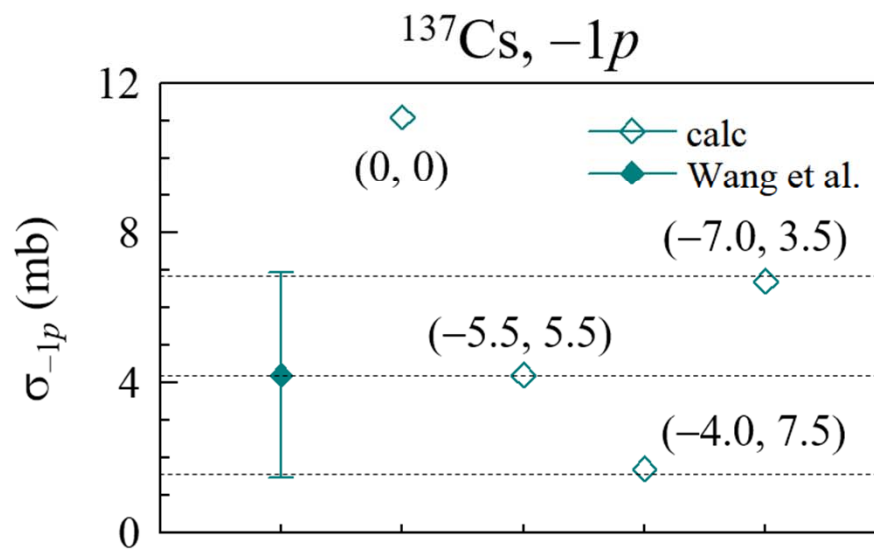 ¹³⁷Cs, −1p
12
calc
(0, 0)
Wang et al.
8
(−7.0, 3.5)
σ₋₁ₚ (mb)
(−5.5, 5.5)
4
(−4.0, 7.5)
0